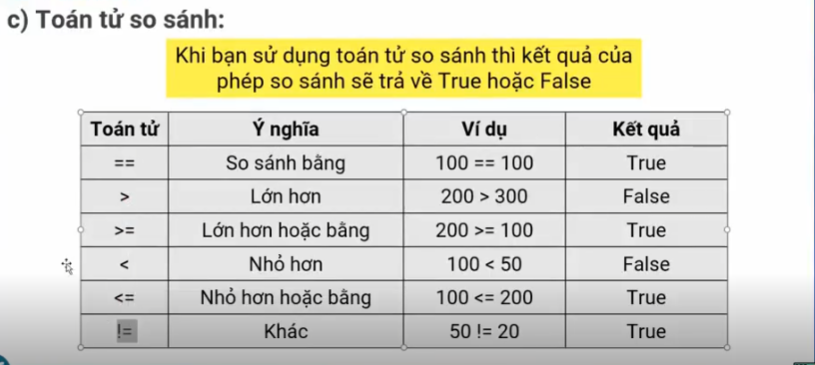 c) Toán tử so sánh:
Khi bạn sử dụng toán tử so sánh thì kết quả của
phép so sánh sẽ trả về True hoặc False
Toán tử Ý nghĩa Ví dụ Kết quả
== So sánh bằng 100 == 100 True
> Lớn hơn 200 > 300 False
>= Lớn hơn hoặc bằng 200 >= 100 True
< Nhỏ hơn 100 < 50 False
<= Nhỏ hơn hoặc bằng 100 <= 200 True
!= Khác 50 != 20 True